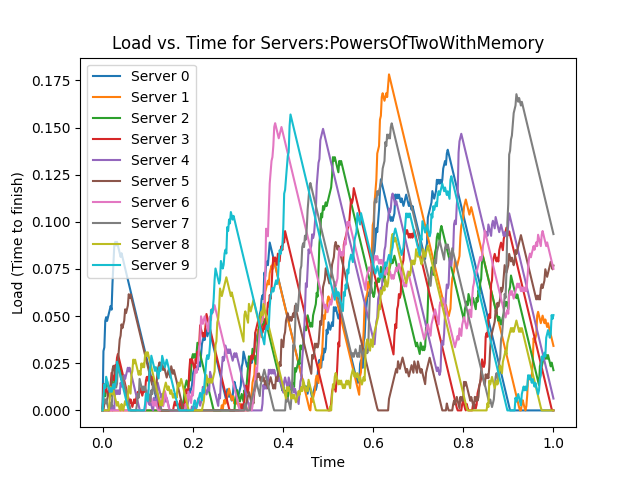 Load vs. Time for Servers:PowersOfTwoWithMemory
Load (Time to finish)
0.175
0.150
0.125
0.100
0.075
0.050
0.025
0.000
Server 0
Server 1
Server 2
Server 3
Server 4
Server 5
Server 6
Server 7
Server 8
Server 9
0.0 0.2 0.4 0.6 0.8 1.0
Time